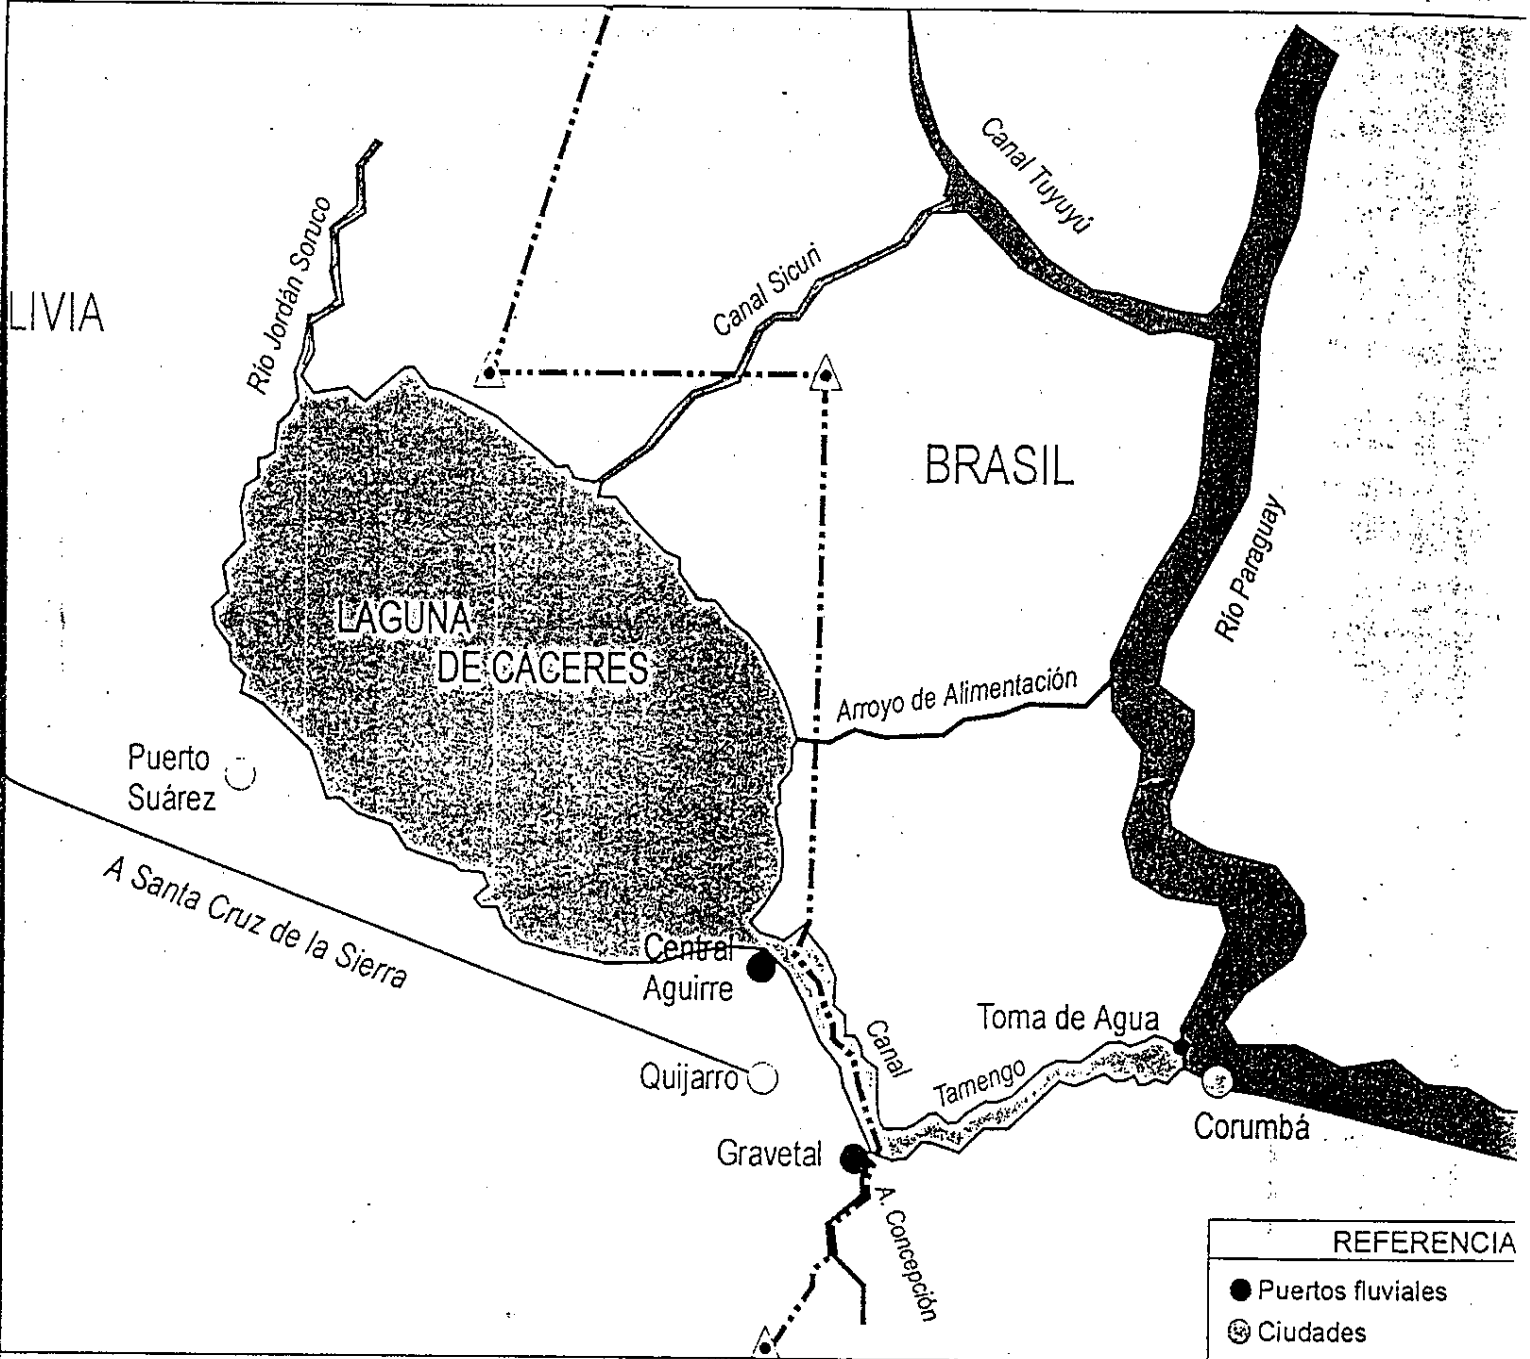 Canal Tuyuyú
Río Jordán Soruco
Canal Sicuri
LIVIA
BRASIL
Río Paraguay
LAGUNA
DE CACERES
Arroyo de Alimentación
Puerto
Suárez
A Santa Cruz de la Sierra
Central
Aguirre
Toma de Agua
Canal
Tamengo
Quijarro
Corumbá
Gravetal
A. Concepción
REFERENCIA
Puertos fluviales
Ciudades